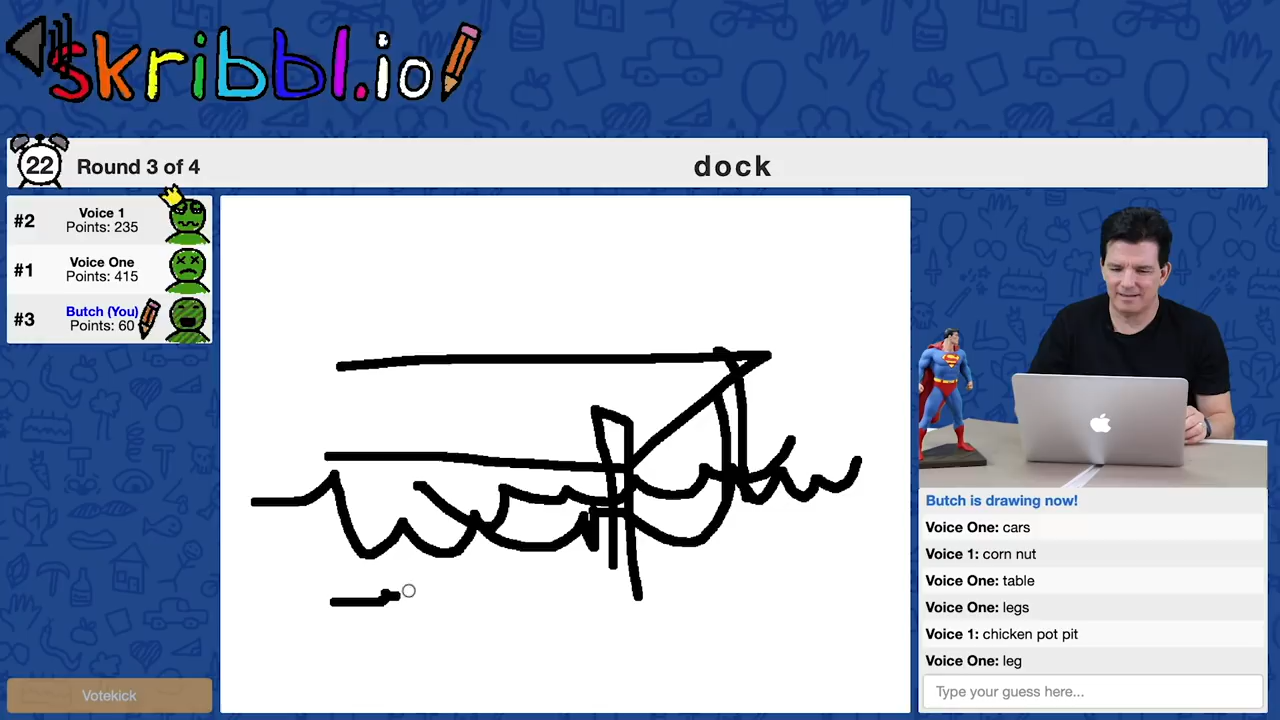 skribbl.io
22
Round 3 of 4
dock
#2
Voice 1
Points: 235
#1
Voice One
Points: 415
#3
Butch (You)
Points: 60
Butch is drawing now!
Voice One: cars
Voice 1: corn nut
Voice One: table
Voice One: legs
Voice 1: chicken pot pit
Voice One: leg
Votekick
Type your guess here...